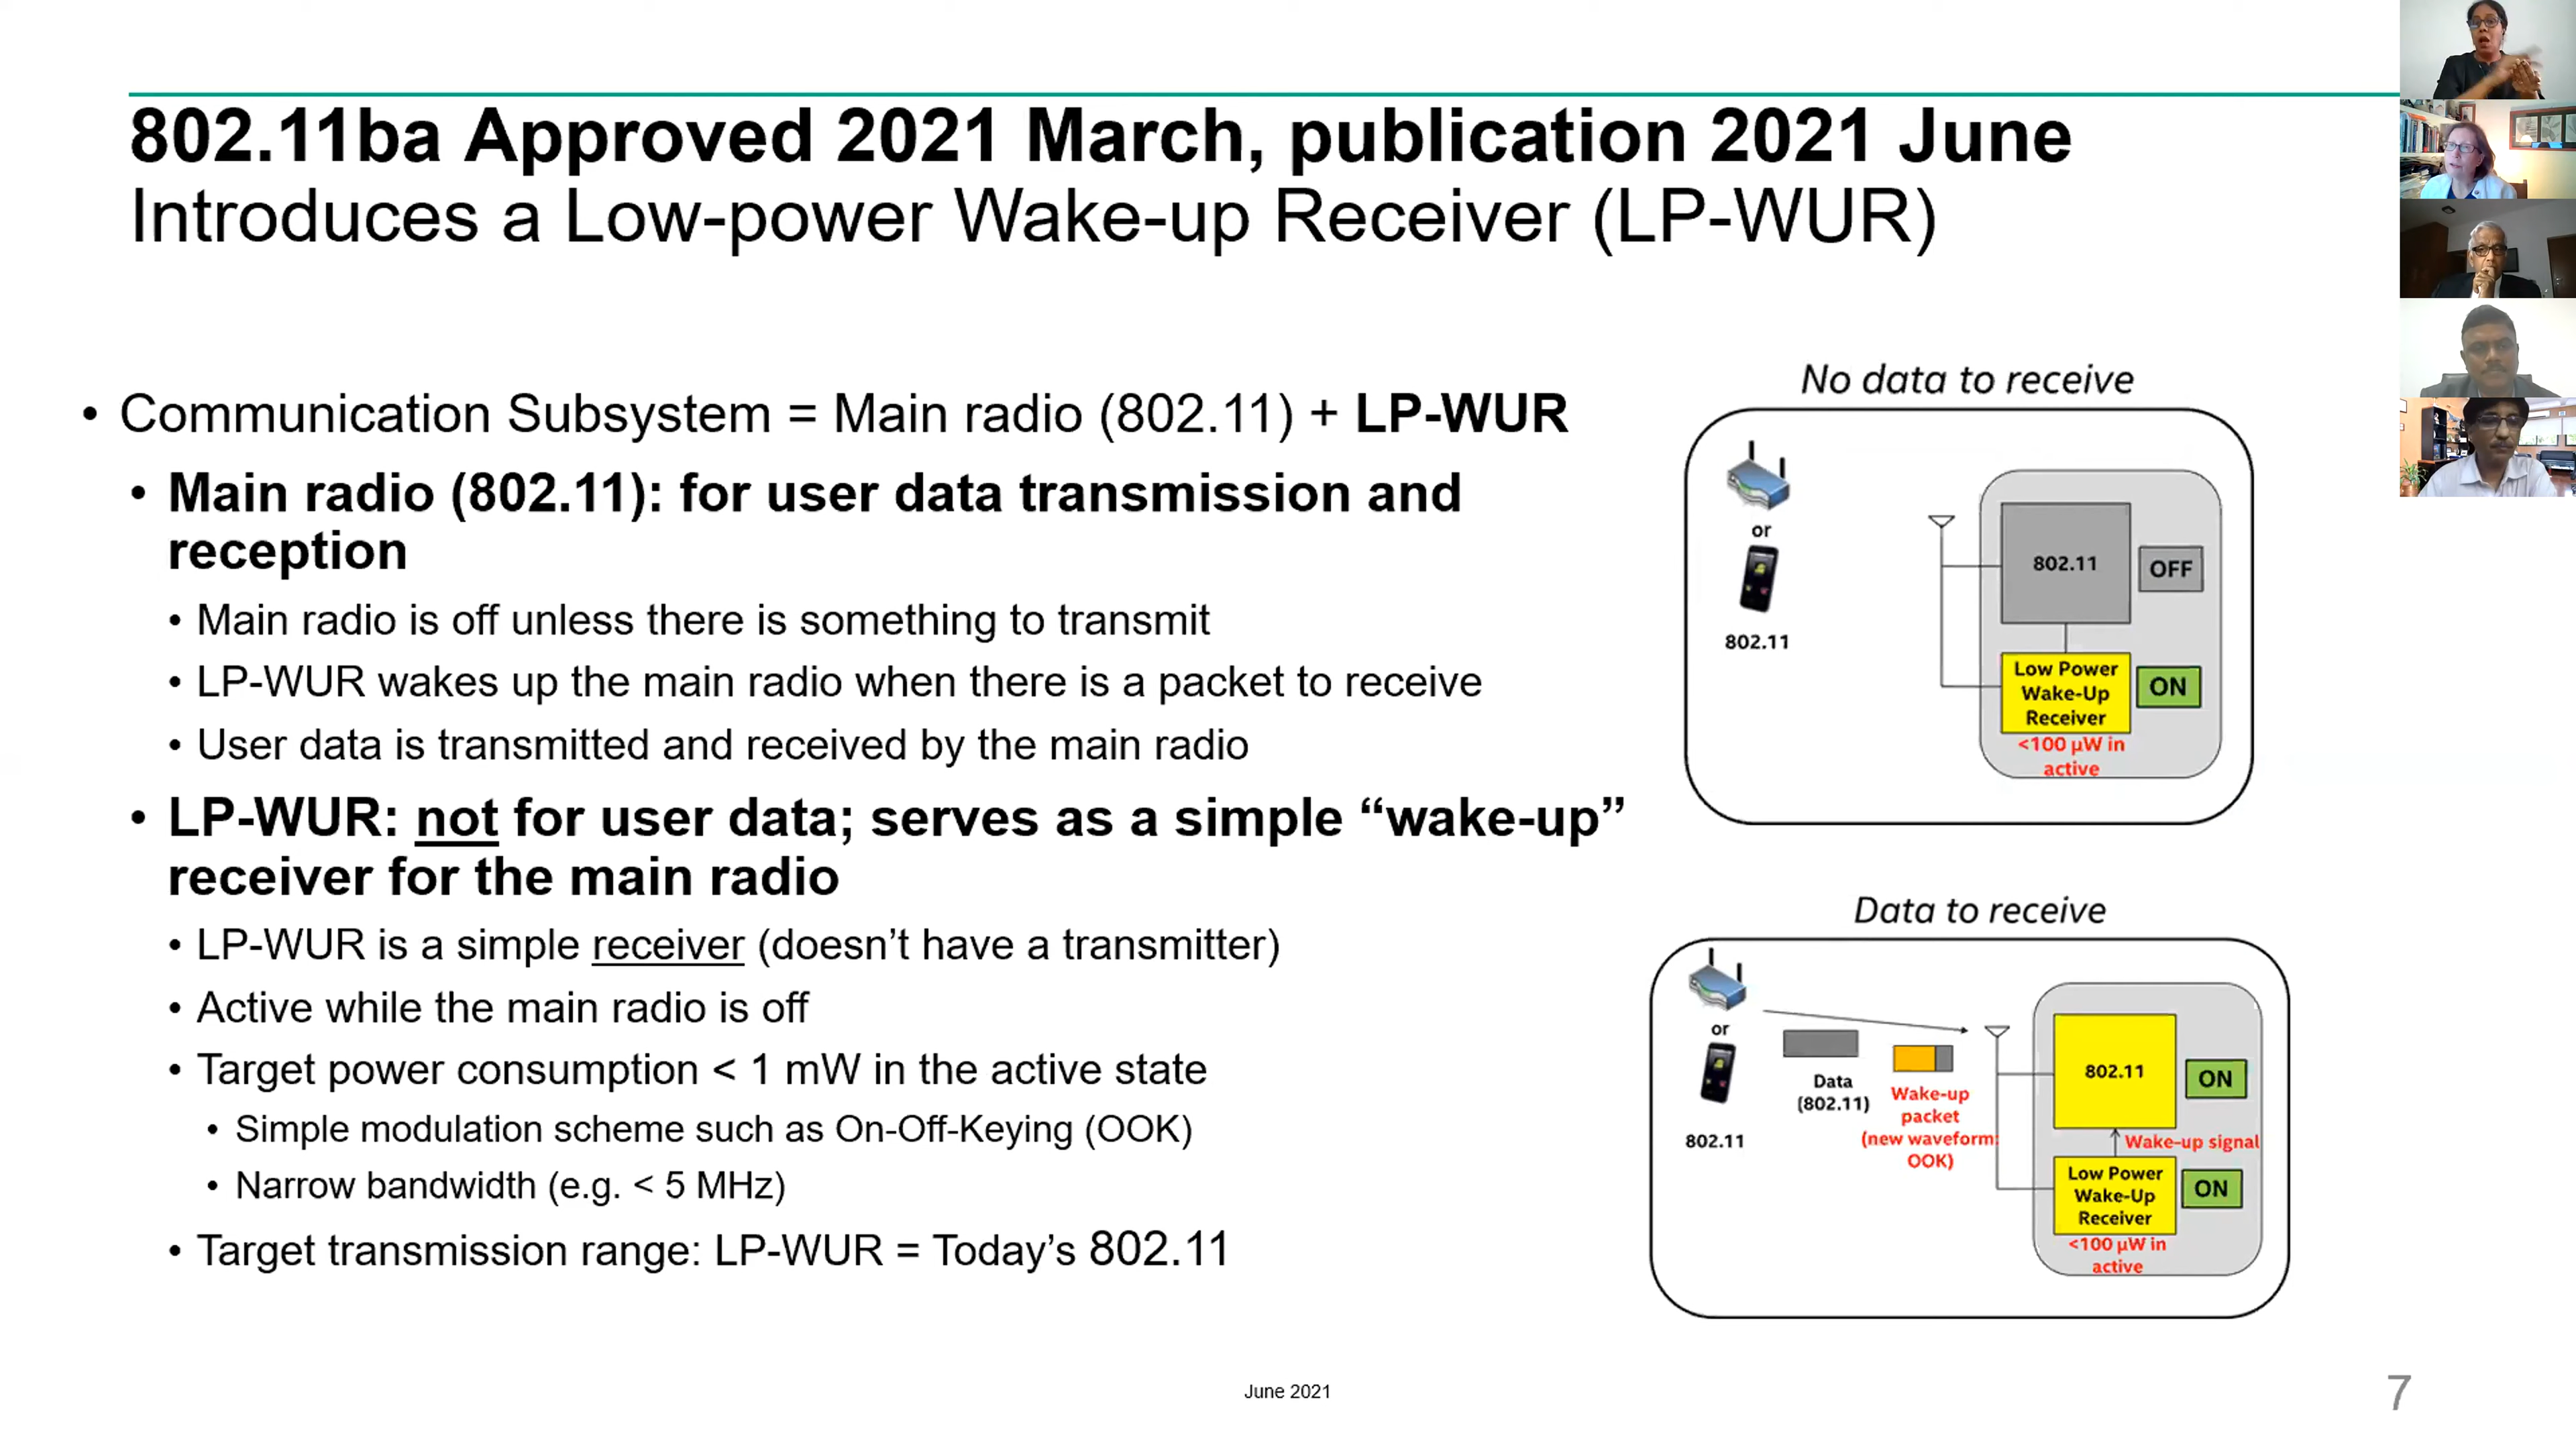 802.11ba Approved 2021 March, publication 2021 June
Introduces a Low-power Wake-up Receiver (LP-WUR)
• Communication Subsystem = Main radio (802.11) + LP-WUR
• Main radio (802.11): for user data transmission and
reception
• Main radio is off unless there is something to transmit
• LP-WUR wakes up the main radio when there is a packet to receive
• User data is transmitted and received by the main radio
• LP-WUR: not for user data; serves as a simple “wake-up”
receiver for the main radio
• LP-WUR is a simple receiver (doesn’t have a transmitter)
• Active while the main radio is off
• Target power consumption < 1 mW in the active state
• Simple modulation scheme such as On-Off-Keying (OOK)
• Narrow bandwidth (e.g. < 5 MHz)
• Target transmission range: LP-WUR = Today’s 802.11
No data to receive
or
802.11
802.11
OFF
Low Power
Wake-Up
Receiver
ON
<100 µW in
active
Data to receive
or
802.11
Data
(802.11)
Wake-up
packet
(new waveform:
OOK)
802.11
ON
Wake-up signal
Low Power
Wake-Up
Receiver
ON
<100 µW in
active
June 2021
7